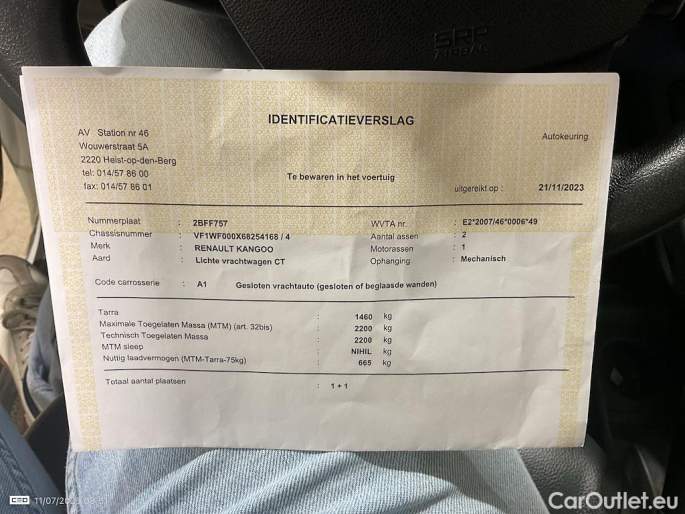 SRP
AIRBAG
IDENTIFICATIEVERSLAG
AV Station nr 46
Wouwerstraat 5A
2220 Heist-op-den-Berg
tel: 014/57 86 00
fax: 014/57 86 01
Autokeuring
Te bewaren in het voertuig
uitgereikt op : 21/11/2023
Nummerplaat : 2BFF757
Chassisnummer : VF1WF000X68254168 / 4
Merk : RENAULT KANGOO
Aard : Lichte vrachtwagen CT
WVTA nr. : E2*2007/46*0006*49
Aantal assen : 2
Motorassen : 1
Ophanging : Mechanisch
Code carrosserie : A1 Gesloten vrachtauto (gesloten of beglaasde wanden)
Tarra : 1460 kg
Maximale Toegelaten Massa (MTM) (art. 32bis) : 2200 kg
Technisch Toegelaten Massa : 2200 kg
MTM sleep : NIHIL kg
Nuttig laadvermogen (MTM-Tarra-75kg) : 665 kg
Totaal aantal plaatsen : 1 + 1
CarOutlet.eu